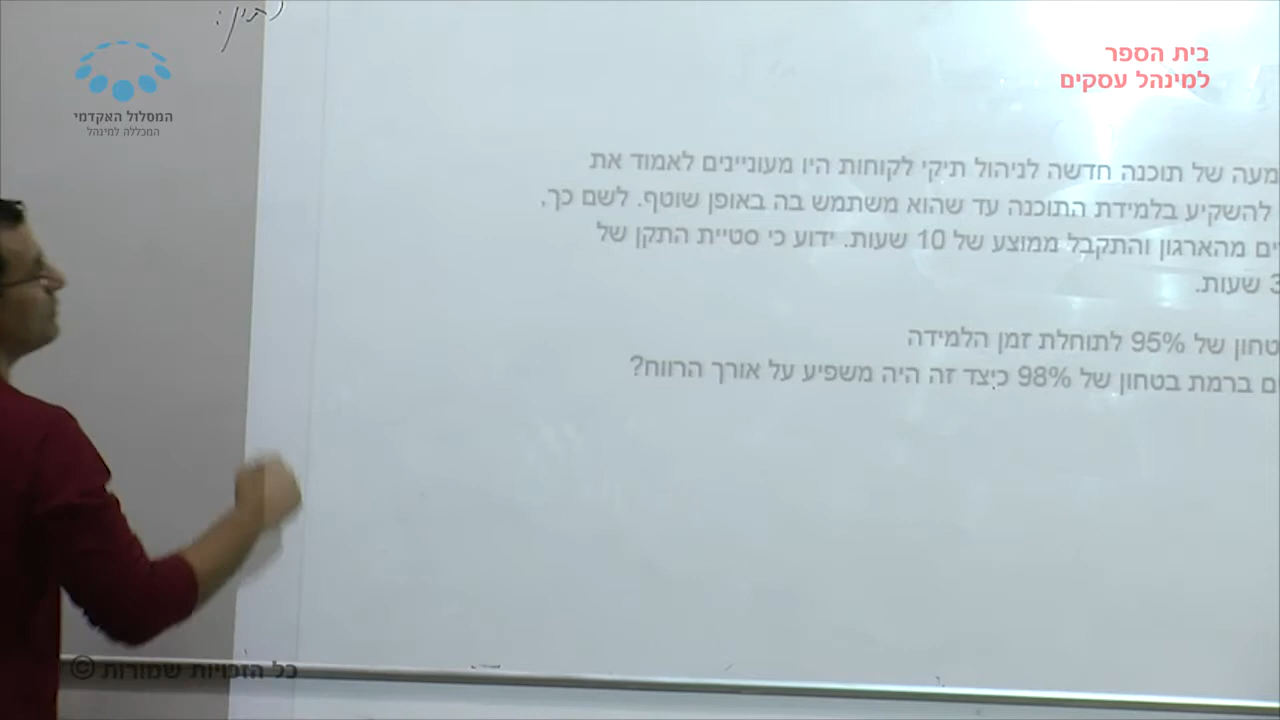 בית הספר
למינהל עסקים
המסלול האקדמי
המכללה למינהל
של תוכנה חדשה לניהול תיקי לקוחות היו מעוניינים לאמוד את
להשקיע בלמידת התוכנה עד שהוא משתמש בה באופן שוטף. לשם כך,
מהארגון והתקבל ממוצע של 10 שעות. ידוע כי סטיית התקן של
3 שעות.
של 95% לתוחלת זמן הלמידה
ברמת בטחון של 98% כיצד זה היה משפיע על אורך הרווח?
כל הזכויות שמורות ©